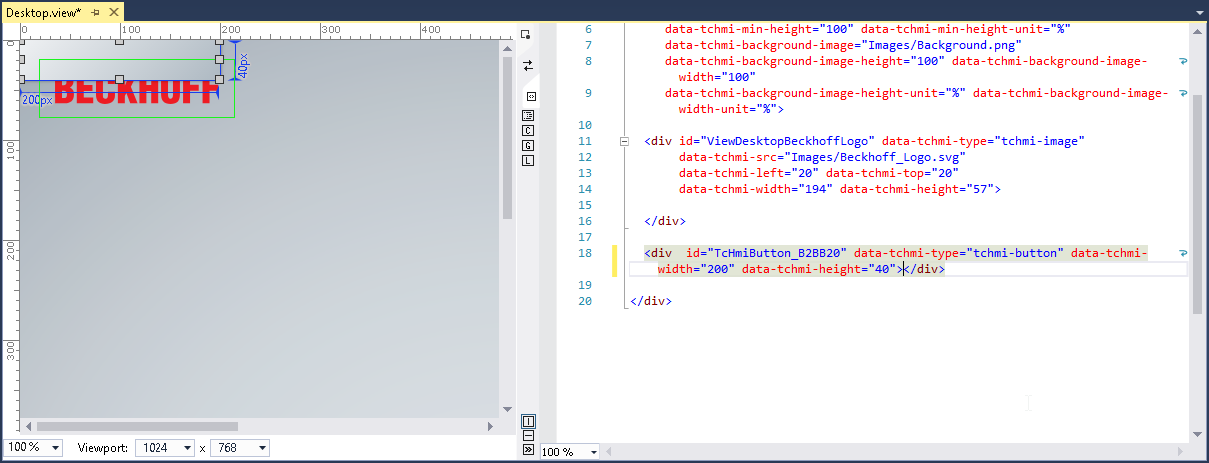 Desktop.view*
0 100 200 300 400
0
100
200
300
40px
200px
BECKHOFF
C
G
L
6 data-tchmi-min-height="100" data-tchmi-min-height-unit="%"
7 data-tchmi-background-image="Images/Background.png"
8 data-tchmi-background-image-height="100" data-tchmi-background-image-
width="100"
9 data-tchmi-background-image-height-unit="%" data-tchmi-background-image-
width-unit="%">
10
11 <div id="ViewDesktopBeckhoffLogo" data-tchmi-type="tchmi-image"
12 data-tchmi-src="Images/Beckhoff_Logo.svg"
13 data-tchmi-left="20" data-tchmi-top="20"
14 data-tchmi-width="194" data-tchmi-height="57">
15
16 </div>
17
18 <div  id="TcHmiButton_B2BB20" data-tchmi-type="tchmi-button" data-tchmi-
width="200" data-tchmi-height="40"></div>
19
20 </div>
100 % Viewport: 1024 x 768
100 %